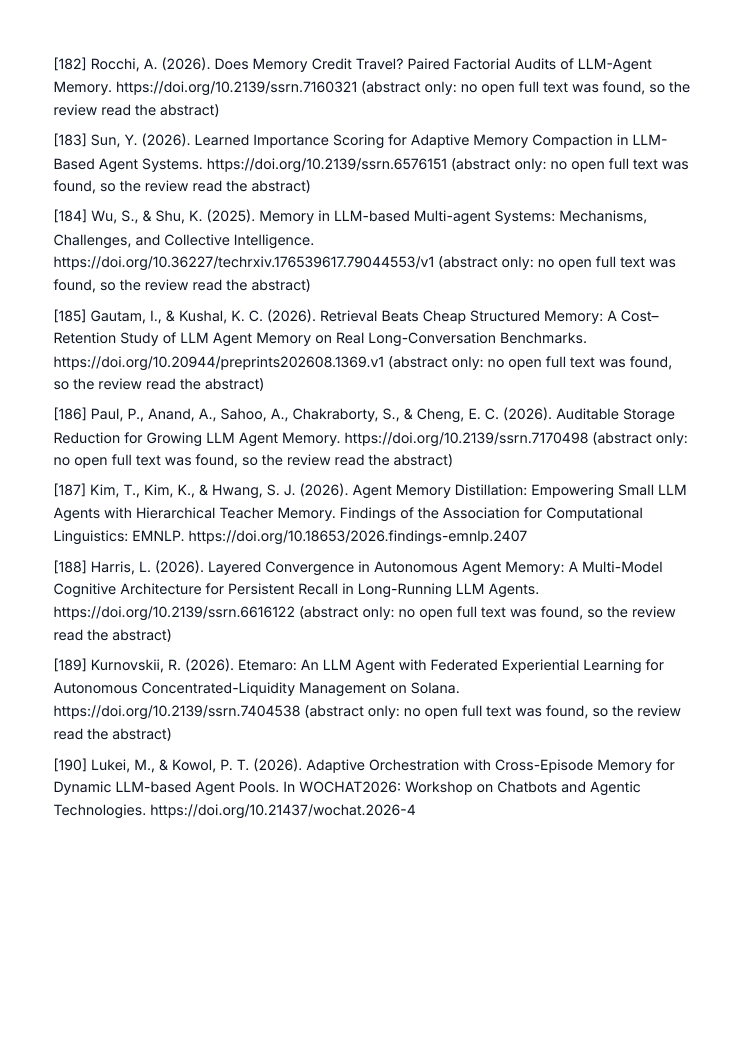 [182] Rocchi, A. (2026). Does Memory Credit Travel? Paired Factorial Audits of LLM-Agent
Memory. https://doi.org/10.2139/ssrn.7160321 (abstract only: no open full text was found, so the
review read the abstract)
[183] Sun, Y. (2026). Learned Importance Scoring for Adaptive Memory Compaction in LLM-
Based Agent Systems. https://doi.org/10.2139/ssrn.6576151 (abstract only: no open full text was
found, so the review read the abstract)
[184] Wu, S., & Shu, K. (2025). Memory in LLM-based Multi-agent Systems: Mechanisms,
Challenges, and Collective Intelligence.
https://doi.org/10.36227/techrxiv.176539617.79044553/v1 (abstract only: no open full text was
found, so the review read the abstract)
[185] Gautam, I., & Kushal, K. C. (2026). Retrieval Beats Cheap Structured Memory: A Cost–
Retention Study of LLM Agent Memory on Real Long-Conversation Benchmarks.
https://doi.org/10.20944/preprints202608.1369.v1 (abstract only: no open full text was found,
so the review read the abstract)
[186] Paul, P., Anand, A., Sahoo, A., Chakraborty, S., & Cheng, E. C. (2026). Auditable Storage
Reduction for Growing LLM Agent Memory. https://doi.org/10.2139/ssrn.7170498 (abstract only:
no open full text was found, so the review read the abstract)
[187] Kim, T., Kim, K., & Hwang, S. J. (2026). Agent Memory Distillation: Empowering Small LLM
Agents with Hierarchical Teacher Memory. Findings of the Association for Computational
Linguistics: EMNLP. https://doi.org/10.18653/2026.findings-emnlp.2407
[188] Harris, L. (2026). Layered Convergence in Autonomous Agent Memory: A Multi-Model
Cognitive Architecture for Persistent Recall in Long-Running LLM Agents.
https://doi.org/10.2139/ssrn.6616122 (abstract only: no open full text was found, so the review
read the abstract)
[189] Kurnovskii, R. (2026). Etemaro: An LLM Agent with Federated Experiential Learning for
Autonomous Concentrated-Liquidity Management on Solana.
https://doi.org/10.2139/ssrn.7404538 (abstract only: no open full text was found, so the review
read the abstract)
[190] Lukei, M., & Kowol, P. T. (2026). Adaptive Orchestration with Cross-Episode Memory for
Dynamic LLM-based Agent Pools. In WOCHAT2026: Workshop on Chatbots and Agentic
Technologies. https://doi.org/10.21437/wochat.2026-4